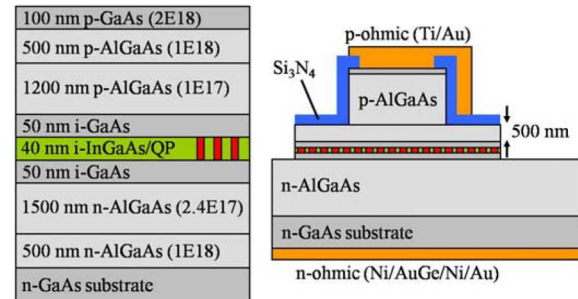 100 nm p-GaAs (2E18)
500 nm p-AlGaAs (1E18)
1200 nm p-AlGaAs (1E17)
50 nm i-GaAs
40 nm i-InGaAs/QP
50 nm i-GaAs
1500 nm n-AlGaAs (2.4E17)
500 nm n-AlGaAs (1E18)
n-GaAs substrate
p-ohmic (Ti/Au)
Si₃N₄
p-AlGaAs
500 nm
n-AlGaAs
n-GaAs substrate
n-ohmic (Ni/AuGe/Ni/Au)